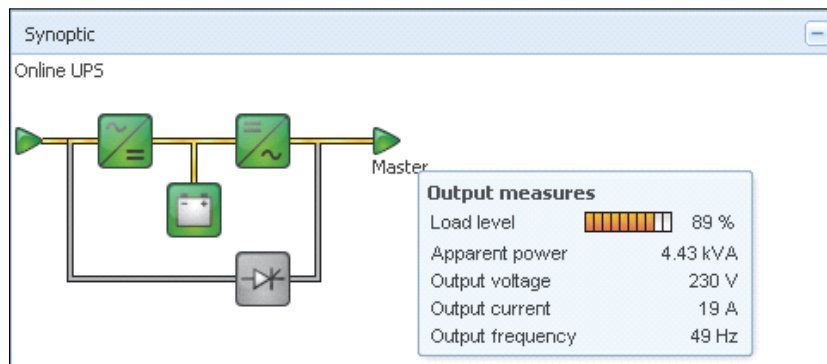 Synoptic
Online UPS
Master
Output measures
Load level 89 %
Apparent power 4.43 kVA
Output voltage 230 V
Output current 19 A
Output frequency 49 Hz